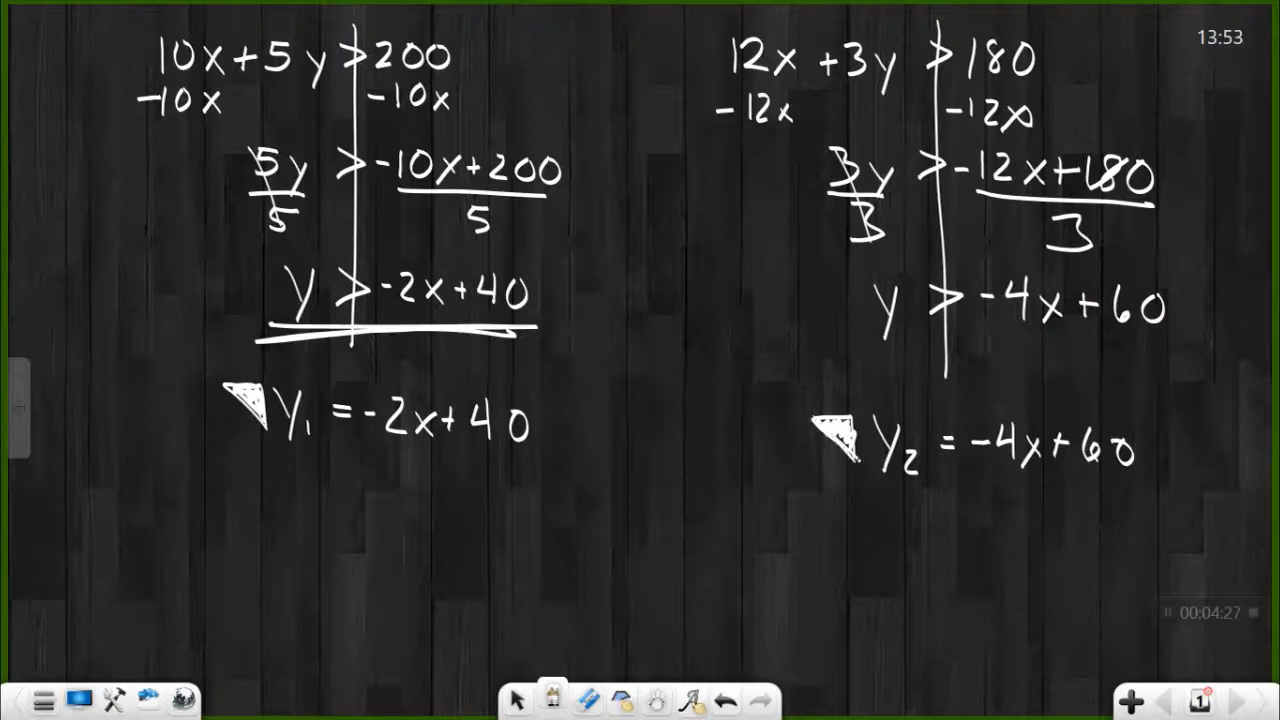 13:53
10x+5y > 200
-10x -10x
5y > -10x+200
5 5
y > -2x+40
Y₁ = -2x+40
12x +3y > 180
-12x -12x
3y > -12x+180
3 3
y > -4x+60
Y₂ = -4x+60
00:04:27
1
0